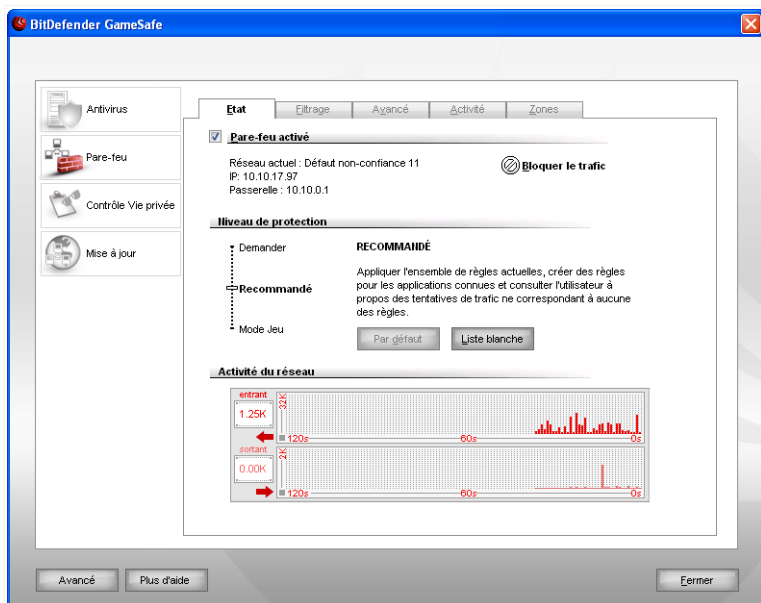 BitDefender GameSafe
Antivirus
Pare-feu
Contrôle Vie privée
Mise à jour
Etat
Filtrage
Avancé
Activité
Zones
Pare-feu activé
Réseau actuel : Défaut non-confiance 11
IP: 10.10.17.97
Passerelle : 10.10.0.1
Bloquer le trafic
Niveau de protection
Demander
Recommandé
Mode Jeu
RECOMMANDÉ
Appliquer l'ensemble de règles actuelles, créer des règles
pour les applications connues et consulter l'utilisateur à
propos des tentatives de trafic ne correspondant à aucune
des règles.
Par défaut
Liste blanche
Activité du réseau
entrant
1.25K
32K
120s
60s
0s
sortant
0.00K
2K
120s
60s
0s
Avancé
Plus d'aide
Fermer